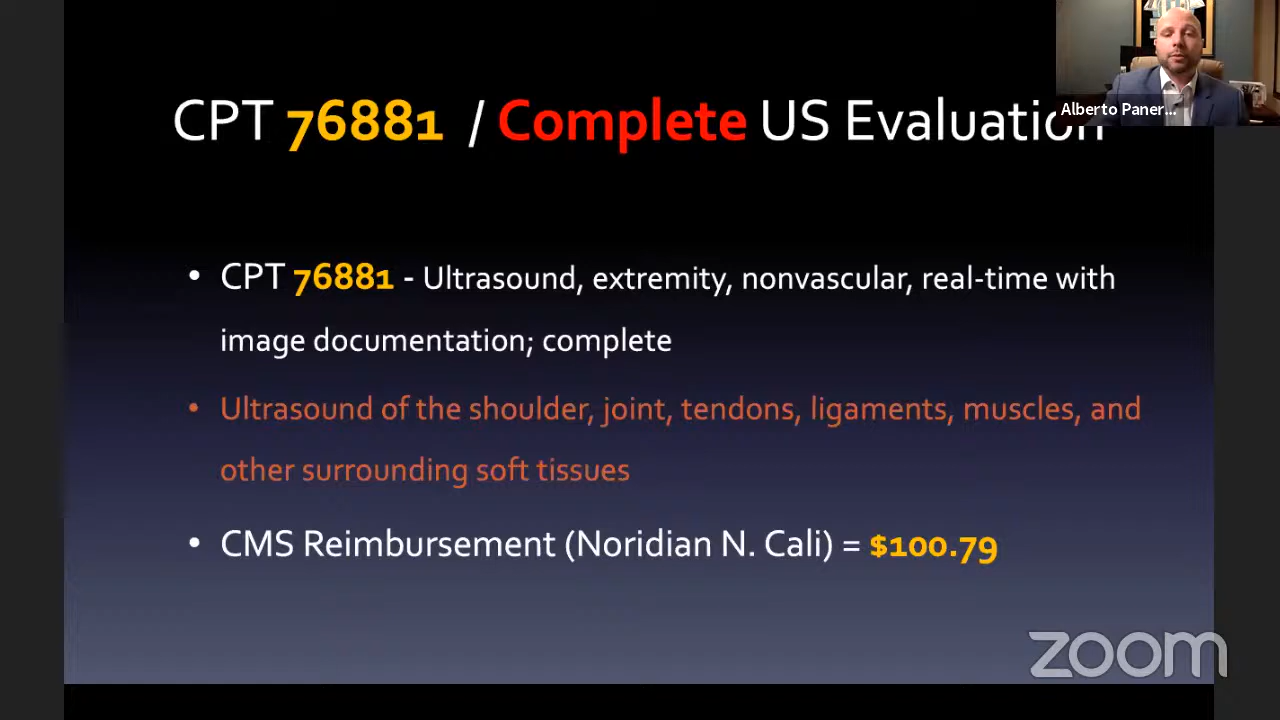 CPT 76881 / Complete US Evaluation
Alberto Paner...
• CPT 76881 - Ultrasound, extremity, nonvascular, real-time with
image documentation; complete
• Ultrasound of the shoulder, joint, tendons, ligaments, muscles, and
other surrounding soft tissues
• CMS Reimbursement (Noridian N. Cali) = $100.79
zoom